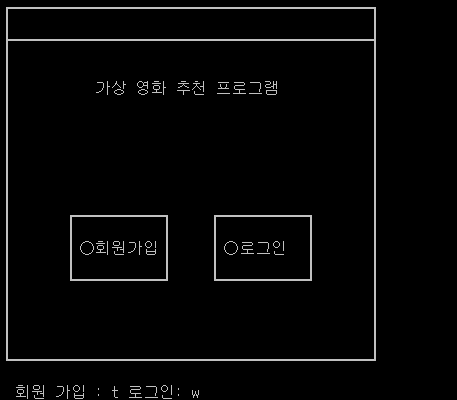 가상 영화 추천 프로그램
○회원가입 ○로그인
회원 가입 : t 로그인: w